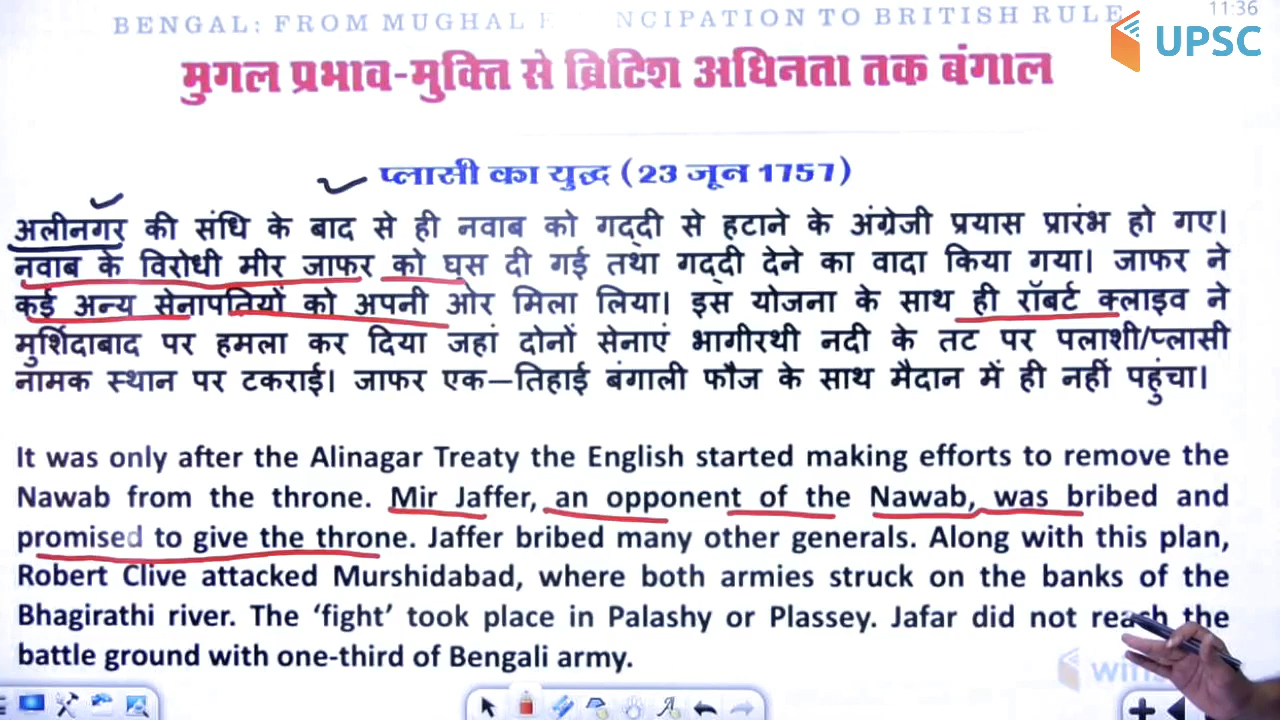 11:36
BENGAL: FROM MUGHAL NCIPATION TO BRITISH RULE
UPSC
मुगल प्रभाव-मुक्ति से ब्रिटिश अधिनता तक बंगाल
प्लासी का युद्ध (23 जून 1757)
अलीनगर की संधि के बाद से ही नवाब को गद्दी से हटाने के अंग्रेजी प्रयास प्रारंभ हो गए।
नवाब के विरोधी मीर जाफर को घूस दी गई तथा गद्दी देने का वादा किया गया। जाफर ने
कई अन्य सेनापतियों को अपनी ओर मिला लिया। इस योजना के साथ ही रॉबर्ट क्लाइव ने
मुर्शिदाबाद पर हमला कर दिया जहां दोनों सेनाएं भागीरथी नदी के तट पर पलाशी/प्लासी
नामक स्थान पर टकराई। जाफर एक–तिहाई बंगाली फौज के साथ मैदान में ही नहीं पहुंचा।
It was only after the Alinagar Treaty the English started making efforts to remove the
Nawab from the throne. Mir Jaffer, an opponent of the Nawab, was bribed and
promised to give the throne. Jaffer bribed many other generals. Along with this plan,
Robert Clive attacked Murshidabad, where both armies struck on the banks of the
Bhagirathi river. The ‘fight’ took place in Palashy or Plassey. Jafar did not reach the
battle ground with one-third of Bengali army.